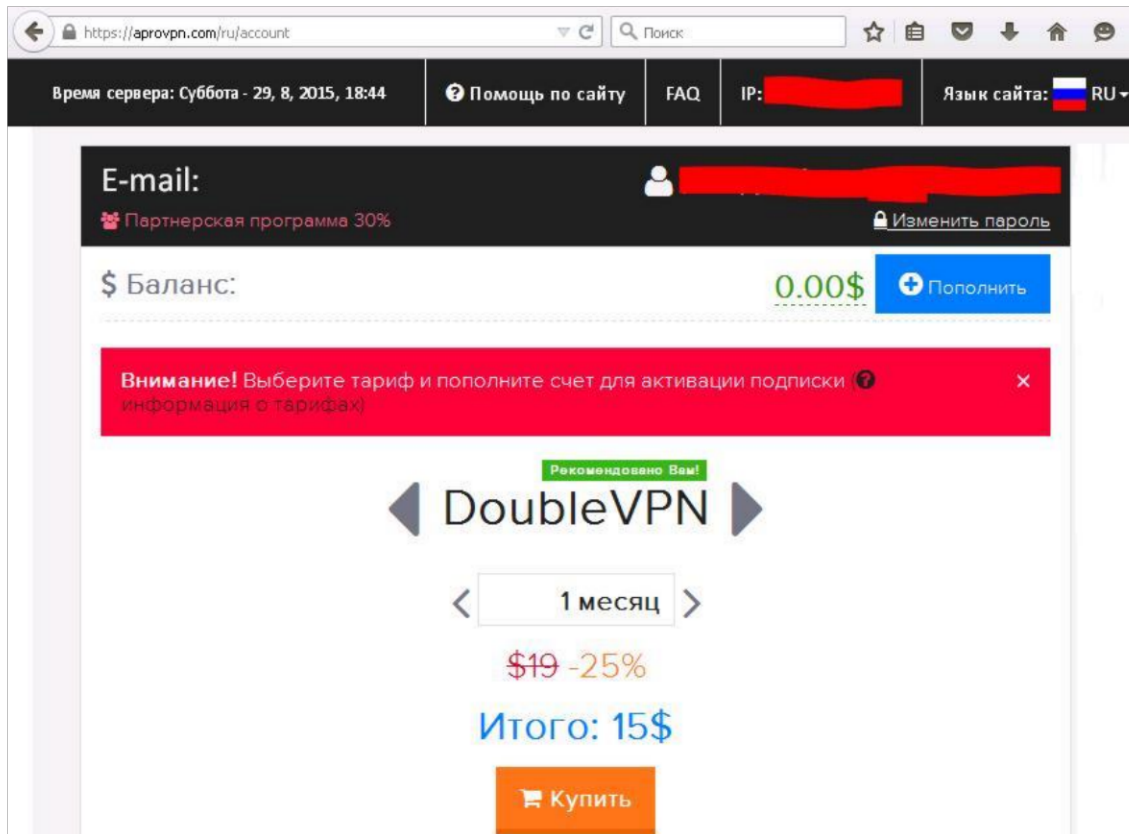 https://aprovpn.com/ru/account
Поиск
Время сервера: Суббота - 29, 8, 2015, 18:44
Помощь по сайту
FAQ
IP:
Язык сайта: RU
E-mail:
Партнерская программа 30%
Изменить пароль
$ Баланс:
0.00$
Пополнить
Внимание! Выберите тариф и пополните счет для активации подписки (
информация о тарифах)
Рекомендовано Вам!
DoubleVPN
1 месяц
$19 -25%
Итого: 15$
Купить